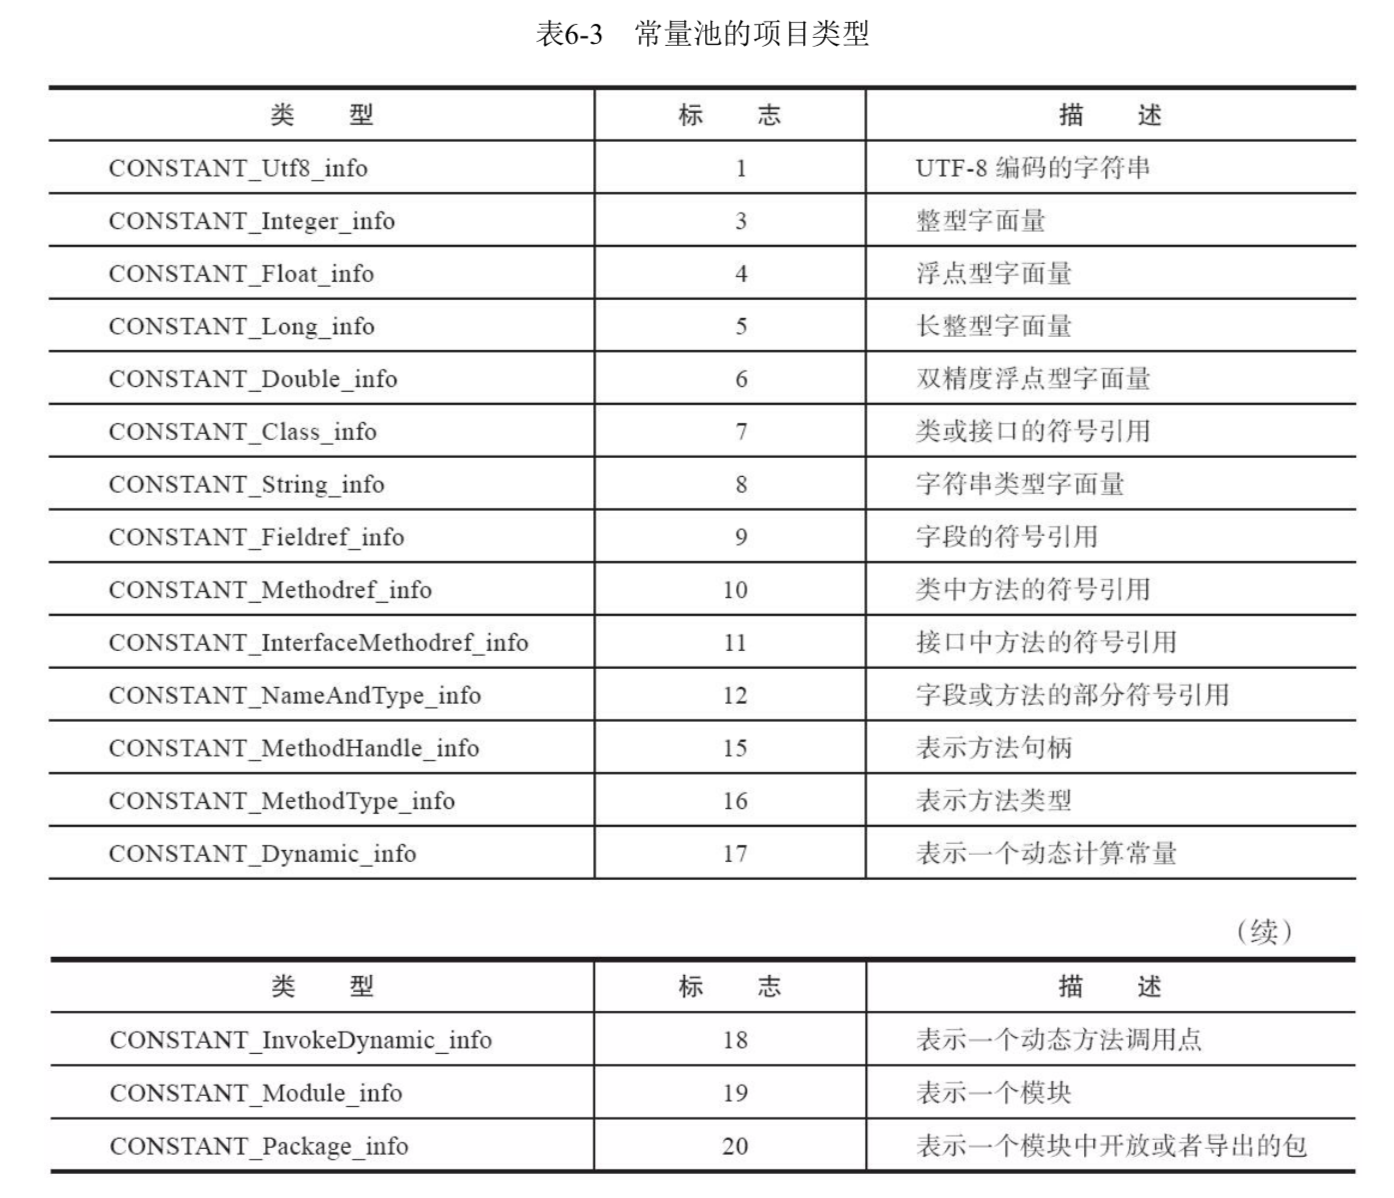 表6-3 常量池的项目类型
类 型 标 志 描 述
CONSTANT_Utf8_info 1 UTF-8 编码的字符串
CONSTANT_Integer_info 3 整型字面量
CONSTANT_Float_info 4 浮点型字面量
CONSTANT_Long_info 5 长整型字面量
CONSTANT_Double_info 6 双精度浮点型字面量
CONSTANT_Class_info 7 类或接口的符号引用
CONSTANT_String_info 8 字符串类型字面量
CONSTANT_Fieldref_info 9 字段的符号引用
CONSTANT_Methodref_info 10 类中方法的符号引用
CONSTANT_InterfaceMethodref_info 11 接口中方法的符号引用
CONSTANT_NameAndType_info 12 字段或方法的部分符号引用
CONSTANT_MethodHandle_info 15 表示方法句柄
CONSTANT_MethodType_info 16 表示方法类型
CONSTANT_Dynamic_info 17 表示一个动态计算常量
（续）
类 型 标 志 描 述
CONSTANT_InvokeDynamic_info 18 表示一个动态方法调用点
CONSTANT_Module_info 19 表示一个模块
CONSTANT_Package_info 20 表示一个模块中开放或者导出的包